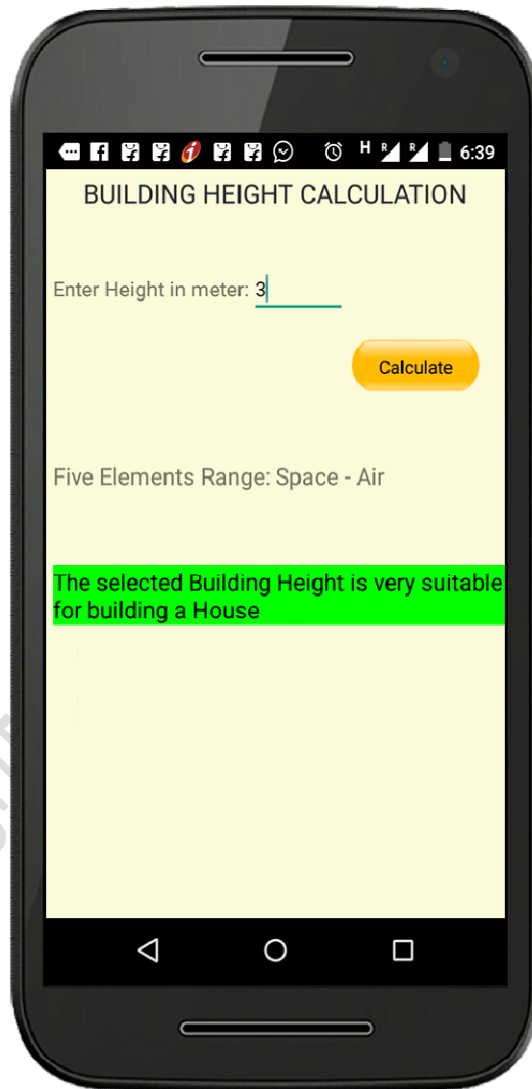 H R R 6:39
BUILDING HEIGHT CALCULATION
Enter Height in meter: 3
Calculate
Five Elements Range: Space - Air
The selected Building Height is very suitable
for building a House